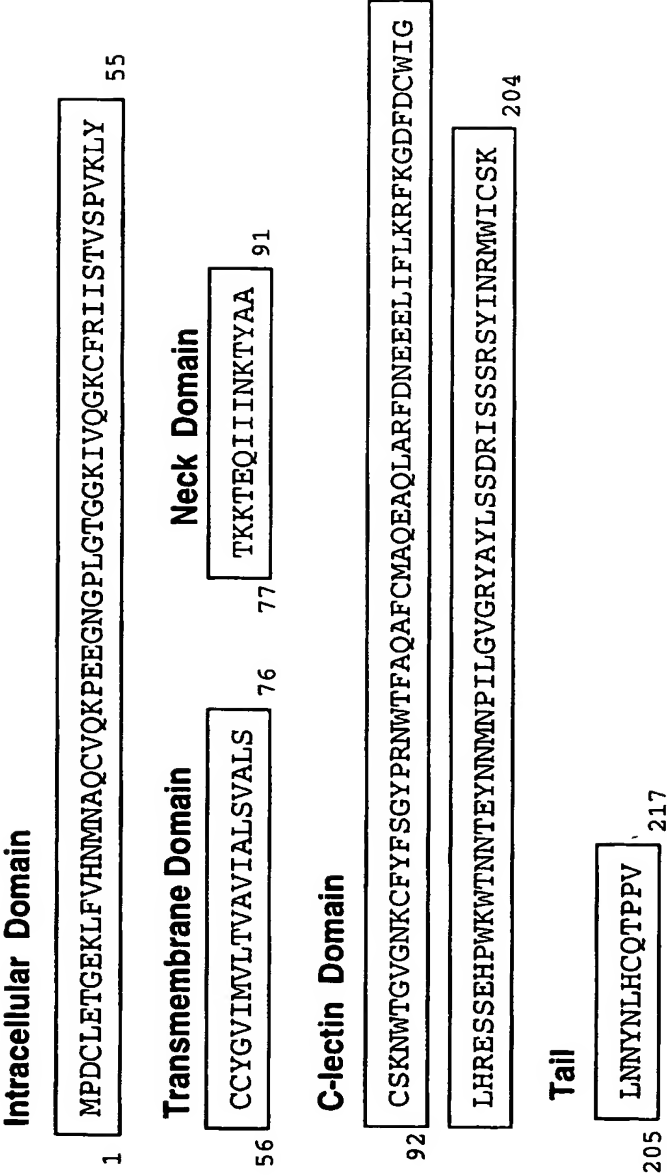 Intracellular Domain
1 MPDCLETGEKLFVHNMNAQCVQKPEEGNGPLGTGGKIVQGKCFRIISTVSPVKLY 55
Transmembrane Domain
56 CCYGVIMVLTVAVIALSVALS 76
Neck Domain
77 TKKTEQIIINKTYAA 91
C-lectin Domain
92 CSKNWTGVGNKCFYFSGYPRNWTFAQAFCMAQEAQLARFDNEEELIFLKRFKGDFDCWIG
LHRESSEHPWKWTNNTEYNNMNPILGVGRYAYLSSDRISSSRSYINRMWICSK 204
Tail
205 LNNYNLHCQTPPV 217